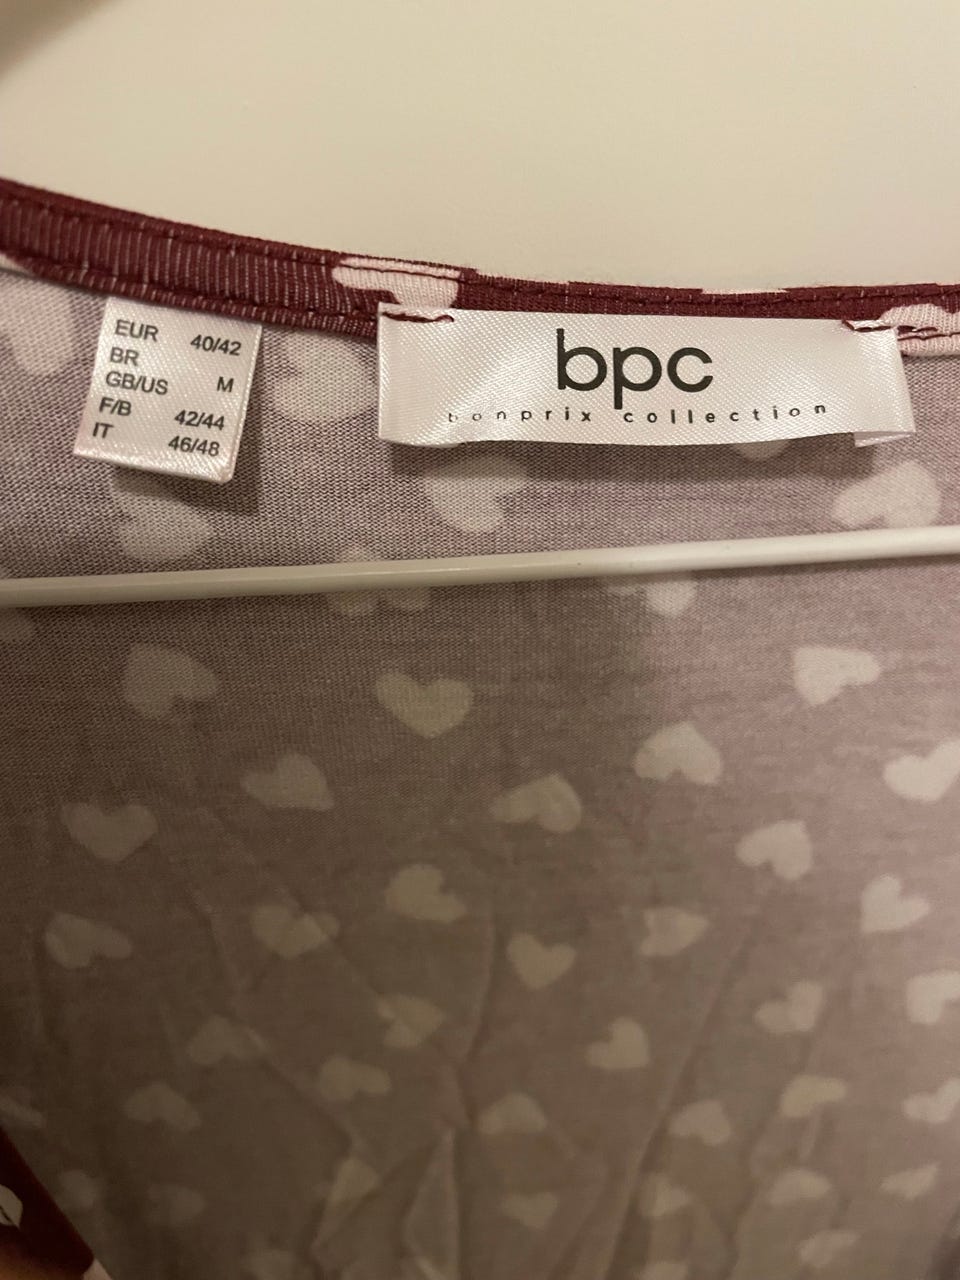 EUR 40/42
BR
GB/US M
F/B 42/44
IT 46/48
bpc
bonprix collection